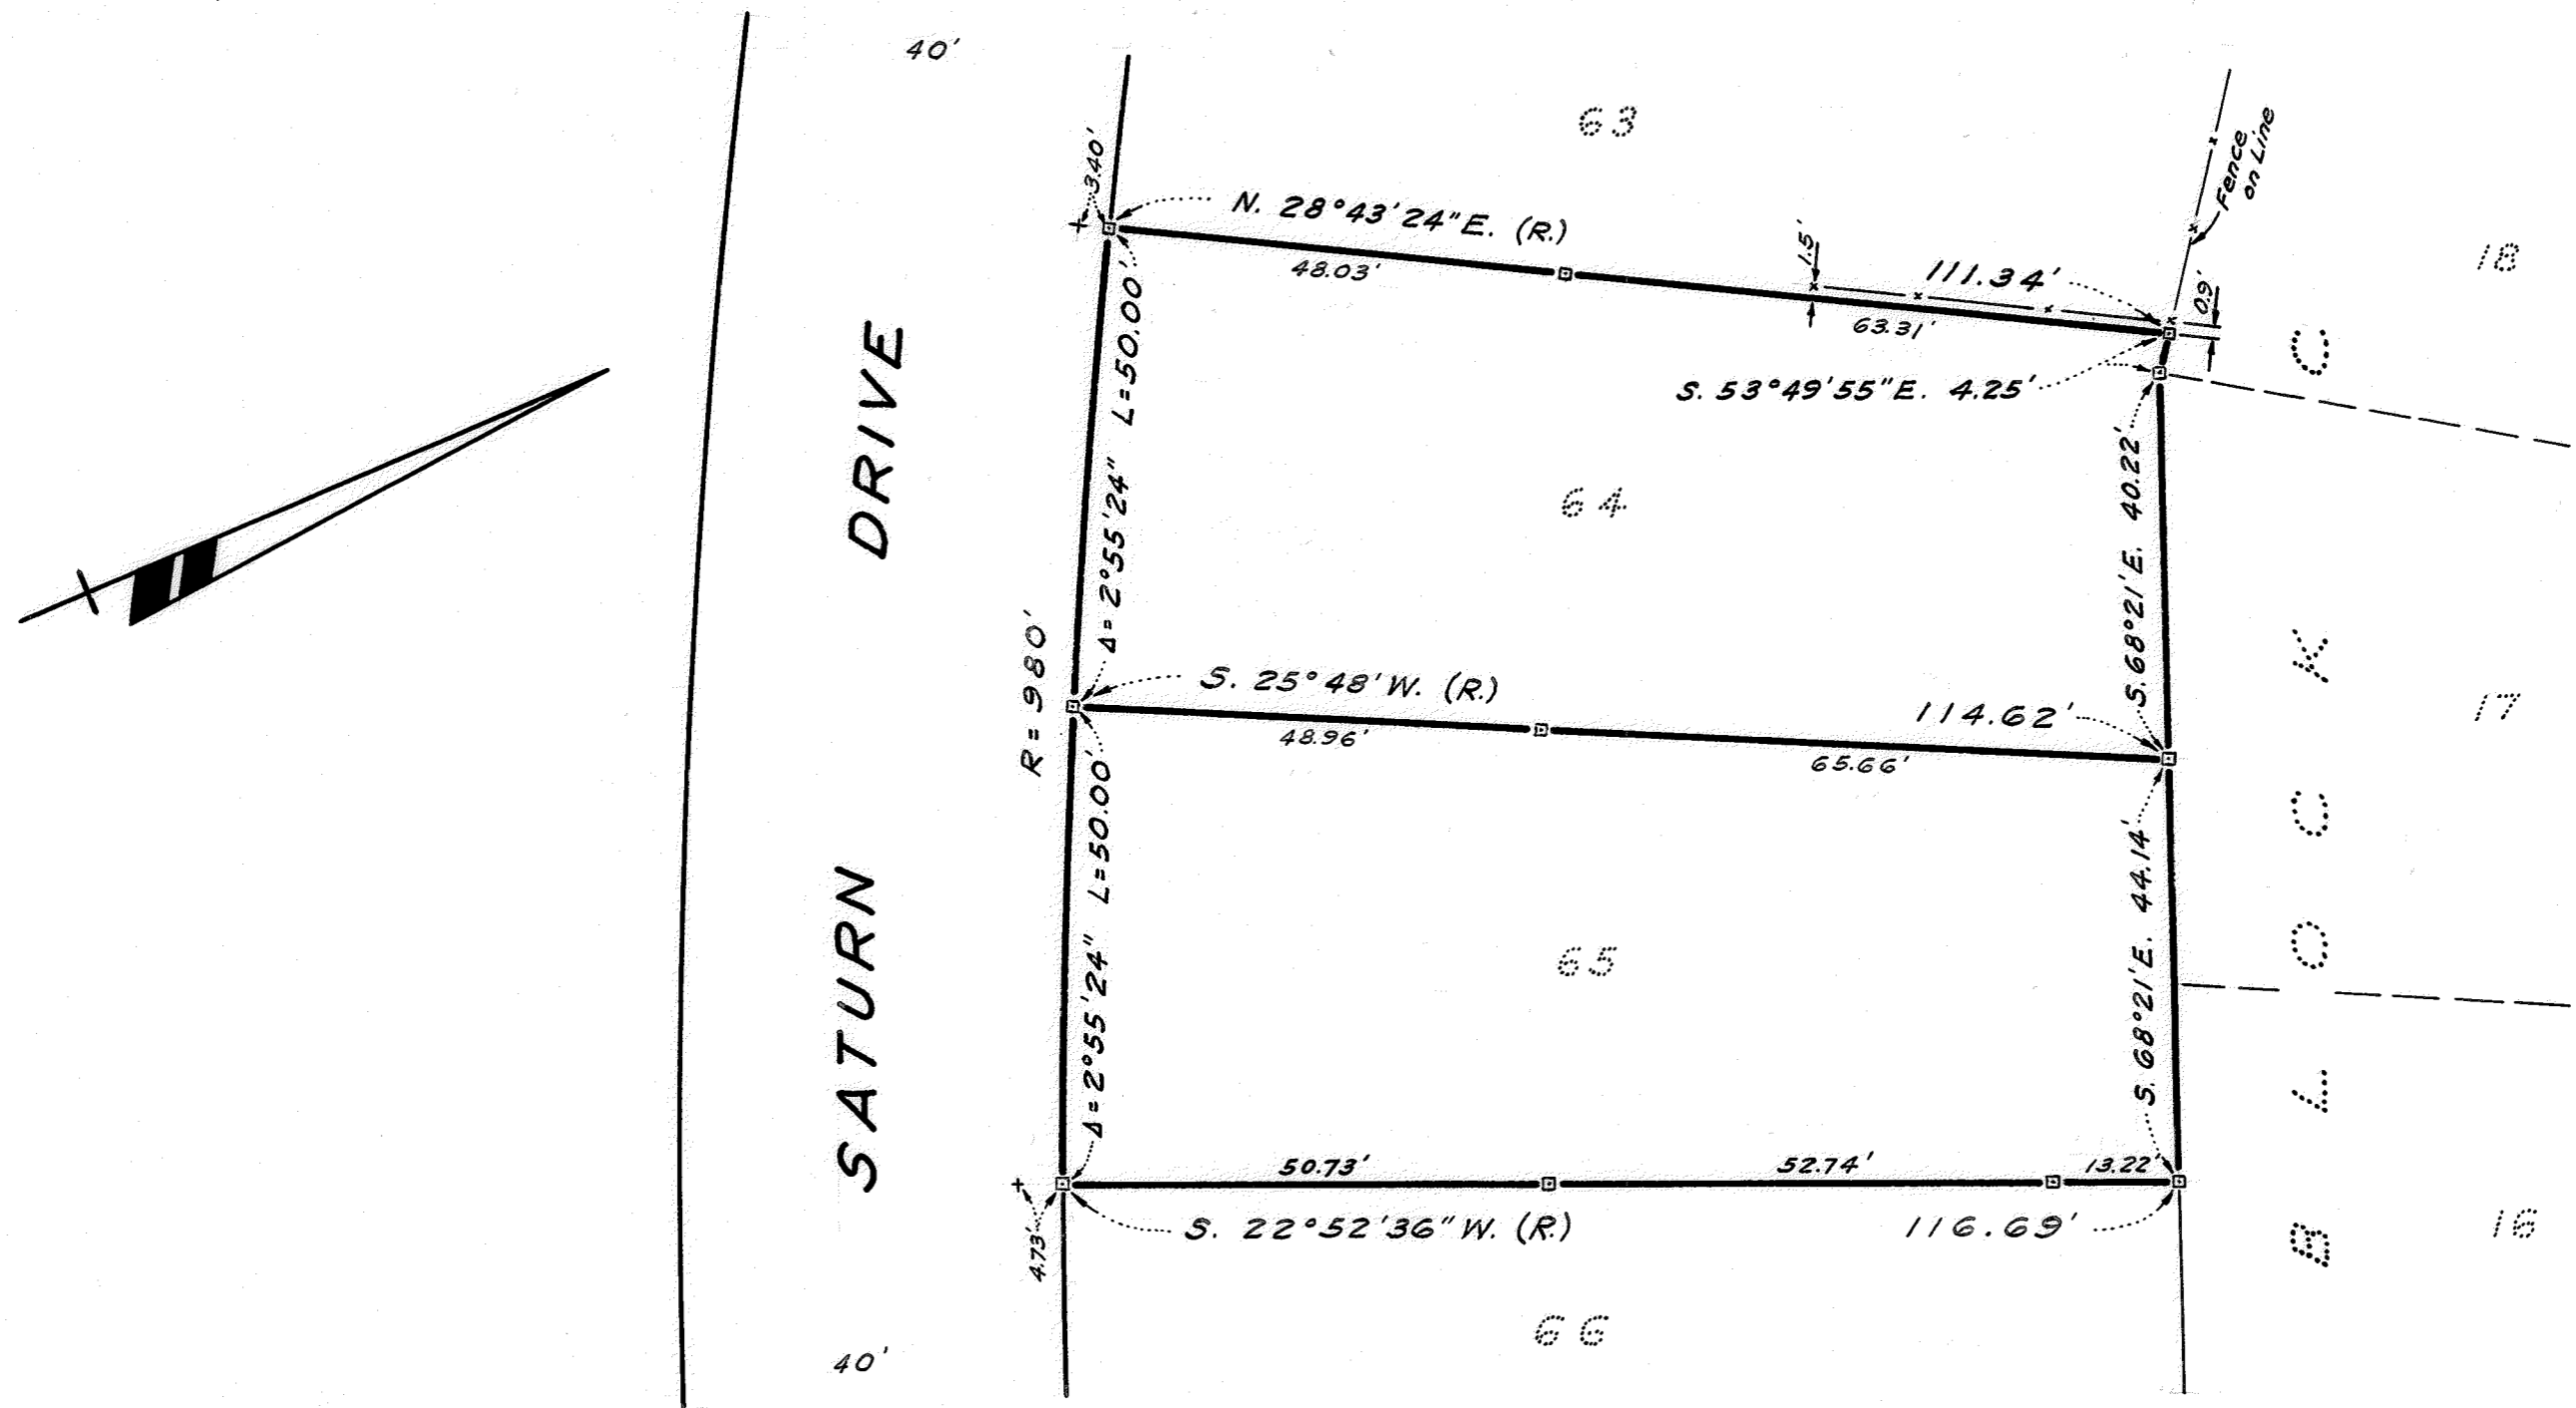 40'
63
3.40'
Fence
on Line
N. 28°43'24"E. (R.)
48.03'
1.5'
111.34'
63.31'
0.9'
18
S. 53°49'55"E. 4.25'
DRIVE
Δ = 2°55'24" L=50.00'
64
S. 68°21'E. 40.22'
R = 980'
S. 25°48'W. (R.)
48.96'
114.62'
65.66'
17
SATURN
Δ = 2°55'24" L=50.00'
65
S. 68°21'E. 44.14'
BLOCK C
50.73'
52.74'
13.22'
4.73'
S. 22°52'36"W. (R.)
116.69'
16
40'
66